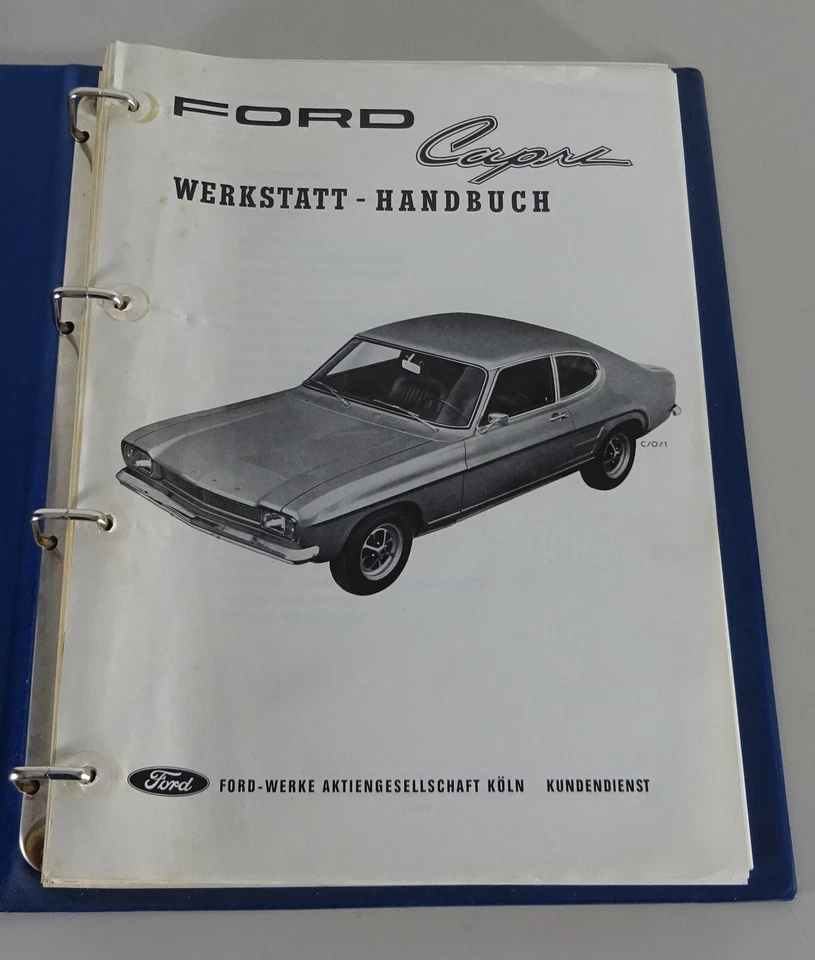 FORD
Capri
WERKSTATT - HANDBUCH
C/O/1
Ford
FORD-WERKE AKTIENGESELLSCHAFT KÖLN KUNDENDIENST